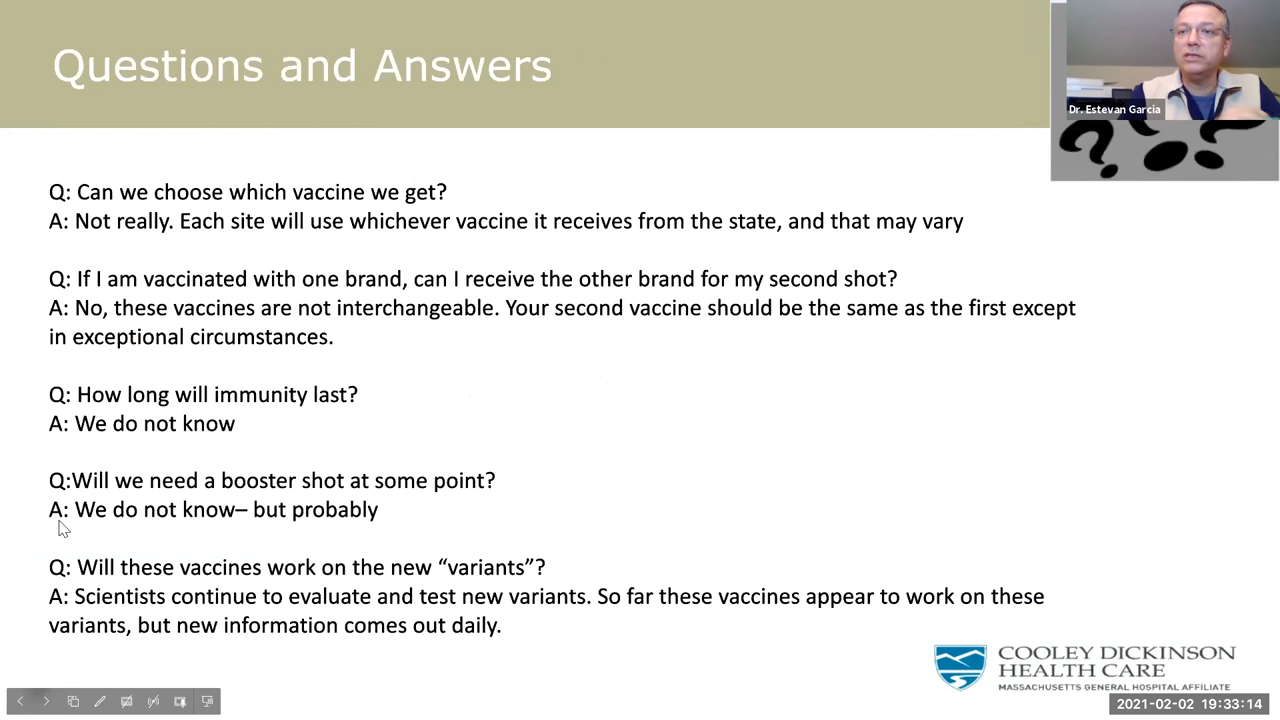 Questions and Answers
Dr. Estevan Garcia
Q: Can we choose which vaccine we get?
A: Not really. Each site will use whichever vaccine it receives from the state, and that may vary
Q: If I am vaccinated with one brand, can I receive the other brand for my second shot?
A: No, these vaccines are not interchangeable. Your second vaccine should be the same as the first except
in exceptional circumstances.
Q: How long will immunity last?
A: We do not know
Q:Will we need a booster shot at some point?
A: We do not know– but probably
Q: Will these vaccines work on the new “variants”?
A: Scientists continue to evaluate and test new variants. So far these vaccines appear to work on these
variants, but new information comes out daily.
COOLEY DICKINSON
HEALTH CARE
MASSACHUSETTS GENERAL HOSPITAL AFFILIATE
2021-02-02 19:33:14